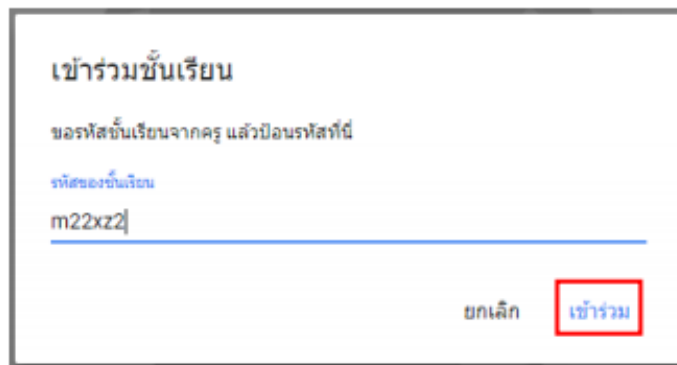 เข้าร่วมชั้นเรียน
ขอรหัสชั้นเรียนจากครู แล้วป้อนรหัสที่นี่
รหัสของชั้นเรียน
m22xz2
ยกเลิก เข้าร่วม